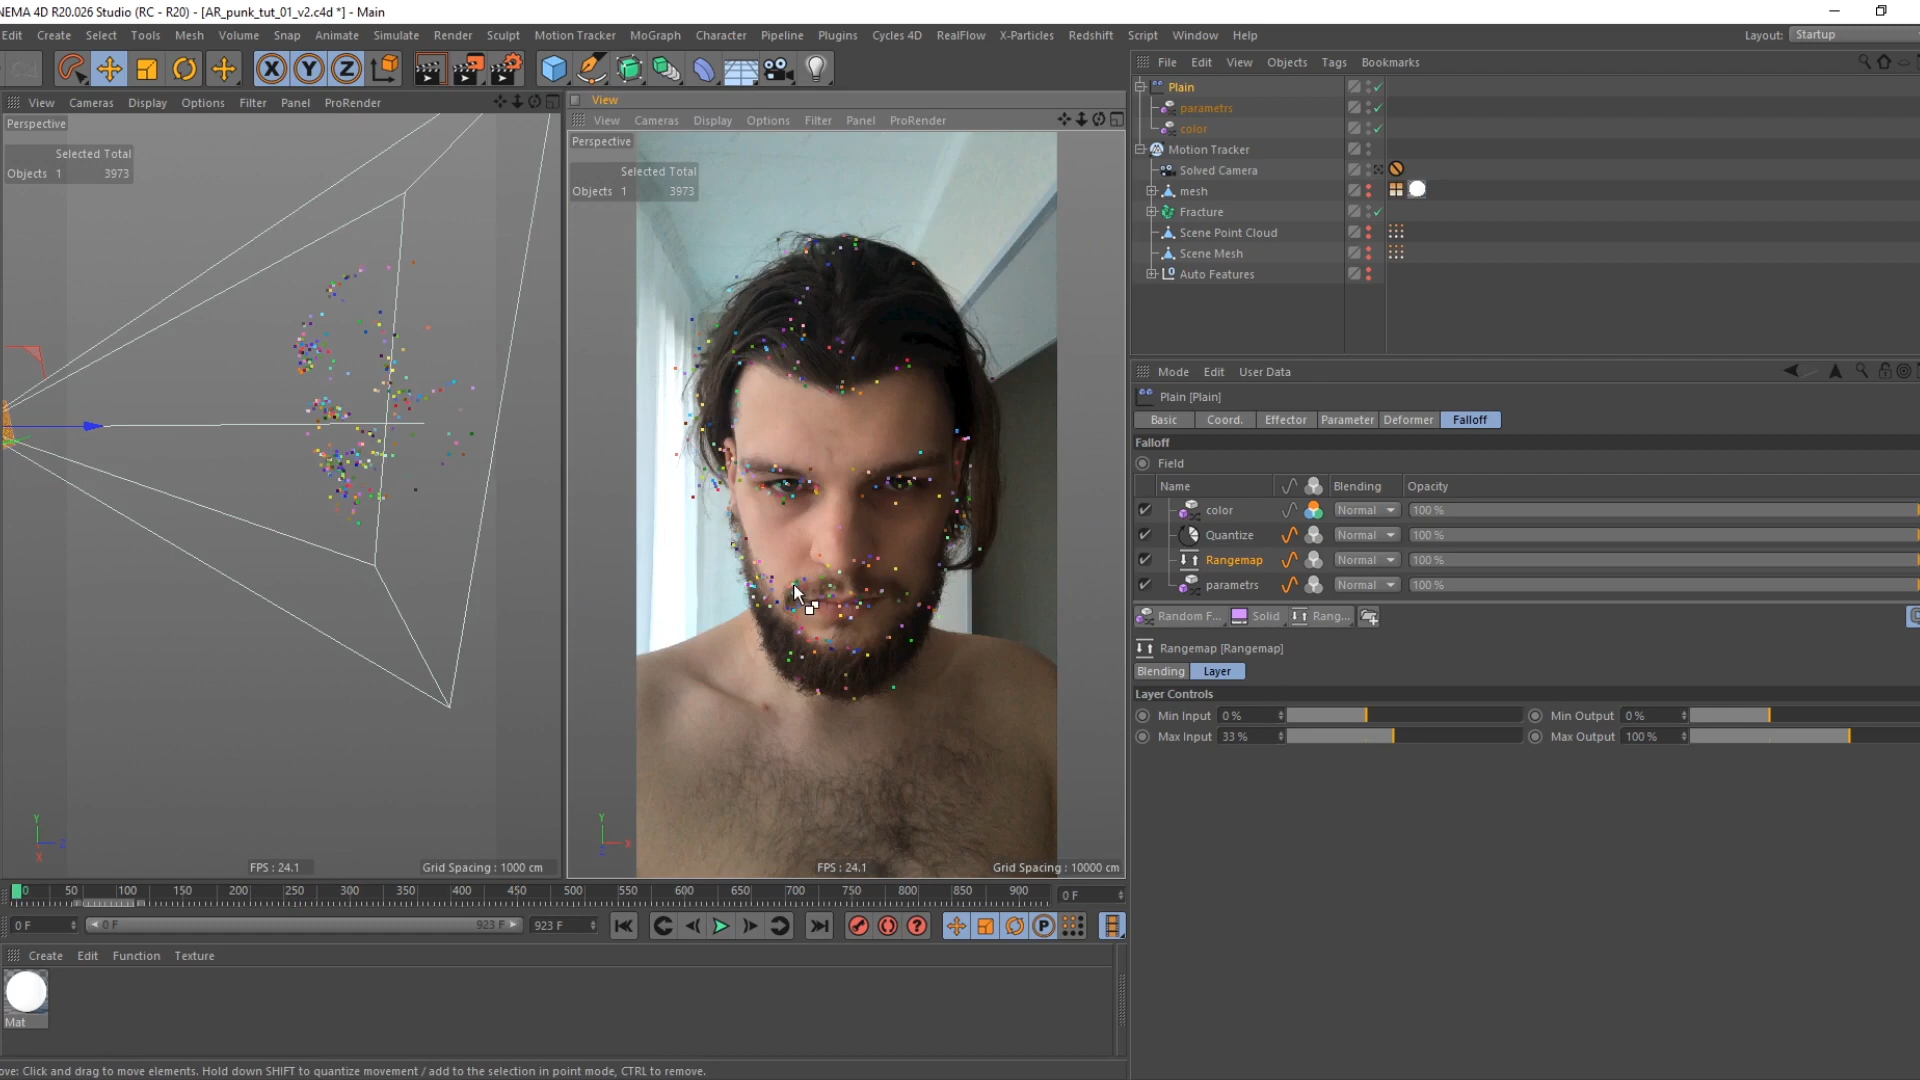 NEMA 4D R20.026 Studio (RC - R20) - [AR_punk_tut_01_v2.c4d *] - Main
Edit Create Select Tools Mesh Volume Snap Animate Simulate Render Sculpt Motion Tracker MoGraph Character Pipeline Plugins Cycles 4D RealFlow X-Particles Redshift Script Window Help
Layout: Startup
X Y Z
File Edit View Objects Tags Bookmarks
View Cameras Display Options Filter Panel ProRender
Perspective
Selected Total
Objects 1 3973
FPS : 24.1
Grid Spacing : 1000 cm
Y
Z
X
View
View Cameras Display Options Filter Panel ProRender
Perspective
Selected Total
Objects 1 3973
FPS : 24.1
Grid Spacing : 10000 cm
Y
X
Plain
parametrs
color
Motion Tracker
Solved Camera
mesh
Fracture
Scene Point Cloud
Scene Mesh
Auto Features
Mode Edit User Data
Plain [Plain]
Basic Coord. Effector Parameter Deformer Falloff
Falloff
Field
Name Blending Opacity
color Normal 100 %
Quantize Normal 100 %
Rangemap Normal 100 %
parametrs Normal 100 %
Random F... Solid Rang...
Rangemap [Rangemap]
Blending Layer
Layer Controls
Min Input 0 % Min Output 0 %
Max Input 33 % Max Output 100 %
0 50 100 150 200 250 300 350 400 450 500 550 600 650 700 750 800 850 900 0 F
0 F 0 F 923 F 923 F P
Create Edit Function Texture
Mat
ove: Click and drag to move elements. Hold down SHIFT to quantize movement / add to the selection in point mode, CTRL to remove.